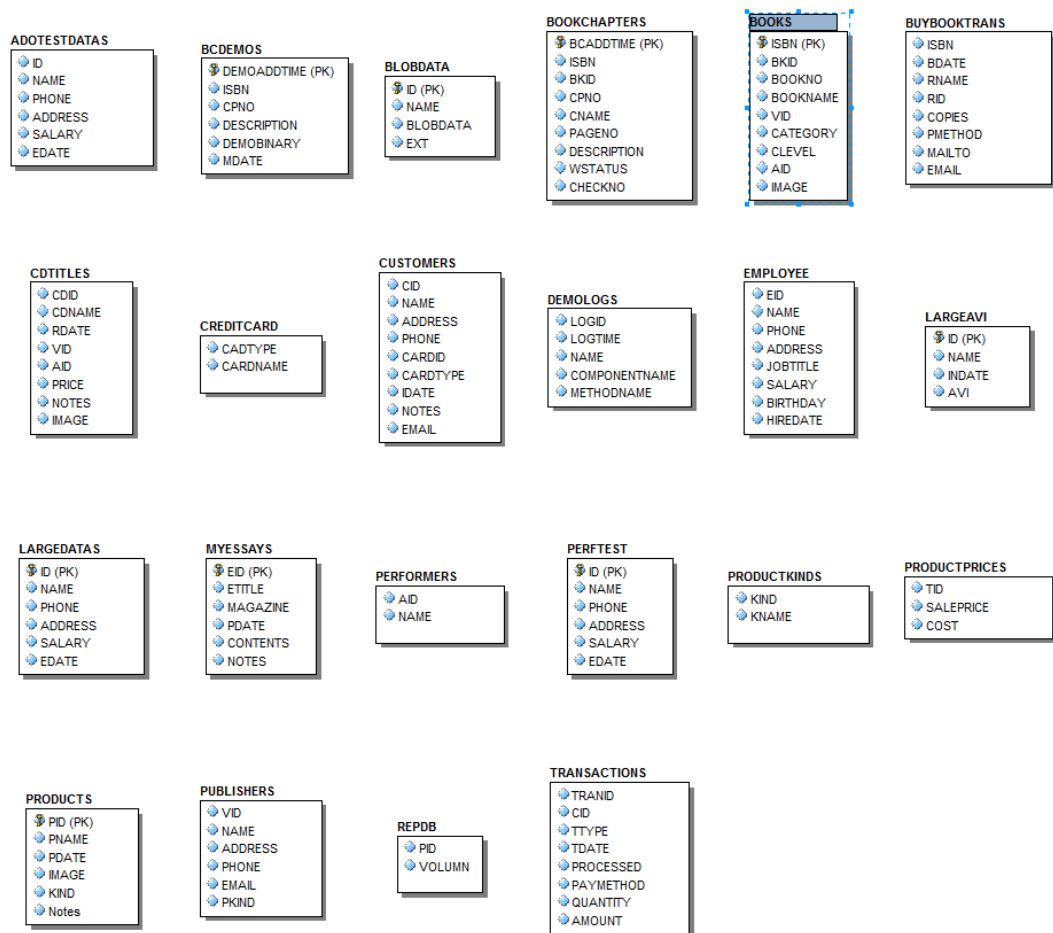 ADOTESTDATAS
ID
NAME
PHONE
ADDRESS
SALARY
EDATE
BCDEMOS
DEMOADDTIME (PK)
ISBN
CPNO
DESCRIPTION
DEMOBINARY
MDATE
BLOBDATA
ID (PK)
NAME
BLOBDATA
EXT
BOOKCHAPTERS
BCADDTIME (PK)
ISBN
BKID
CPNO
CNAME
PAGENO
DESCRIPTION
WSTATUS
CHECKNO
BOOKS
ISBN (PK)
BKID
BOOKNO
BOOKNAME
VID
CATEGORY
CLEVEL
AID
IMAGE
BUYBOOKTRANS
ISBN
BDATE
RNAME
RID
COPIES
PMETHOD
MAILTO
EMAIL
CDTITLES
CDID
CDNAME
RDATE
VID
AID
PRICE
NOTES
IMAGE
CREDITCARD
CADTYPE
CARDNAME
CUSTOMERS
CID
NAME
ADDRESS
PHONE
CARDID
CARDTYPE
IDATE
NOTES
EMAIL
DEMOLOGS
LOGID
LOGTIME
NAME
COMPONENTNAME
METHODNAME
EMPLOYEE
EID
NAME
PHONE
ADDRESS
JOBTITLE
SALARY
BIRTHDAY
HIREDATE
LARGEAVI
ID (PK)
NAME
INDATE
AVI
LARGEDATAS
ID (PK)
NAME
PHONE
ADDRESS
SALARY
EDATE
MYESSAYS
EID (PK)
ETITLE
MAGAZINE
PDATE
CONTENTS
NOTES
PERFORMERS
AID
NAME
PERFTEST
ID (PK)
NAME
PHONE
ADDRESS
SALARY
EDATE
PRODUCTKINDS
KIND
KNAME
PRODUCTPRICES
TID
SALEPRICE
COST
PRODUCTS
PID (PK)
PNAME
PDATE
IMAGE
KIND
Notes
PUBLISHERS
VID
NAME
ADDRESS
PHONE
EMAIL
PKIND
REPDB
PID
VOLUMN
TRANSACTIONS
TRANID
CID
TTYPE
TDATE
PROCESSED
PAYMETHOD
QUANTITY
AMOUNT